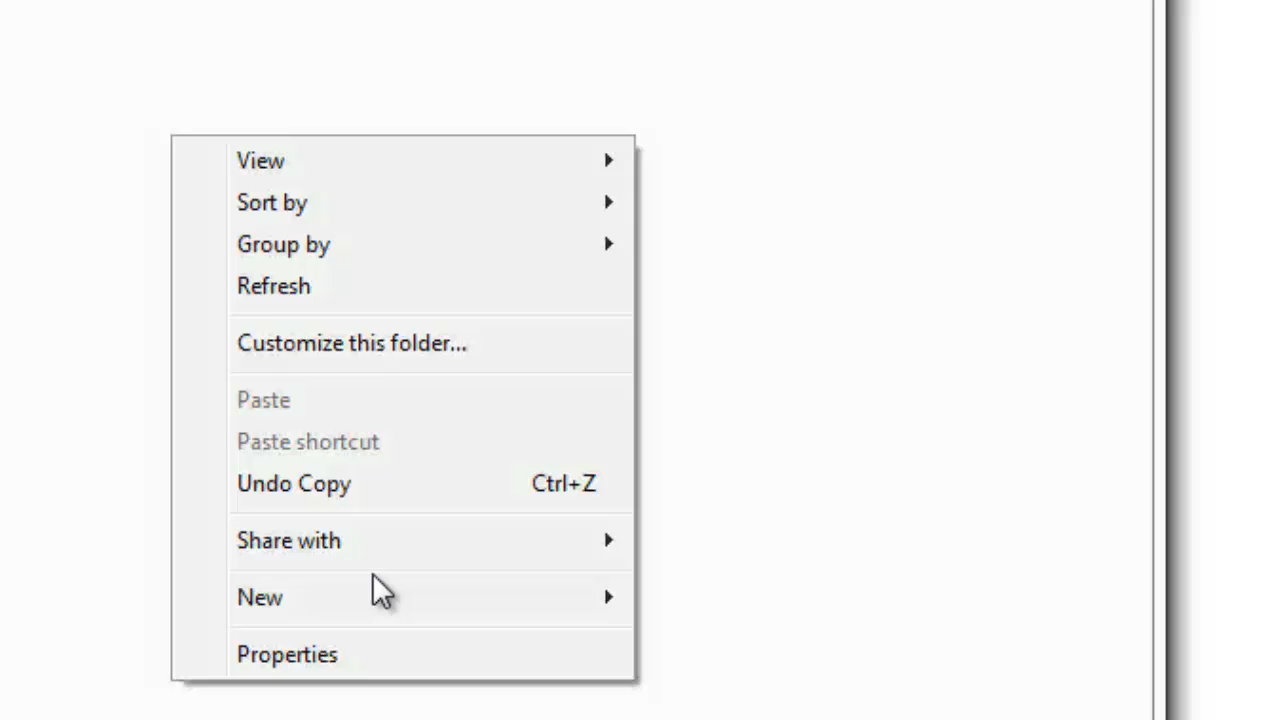 View
Sort by
Group by
Refresh
Customize this folder...
Paste
Paste shortcut
Undo Copy Ctrl+Z
Share with
New
Properties